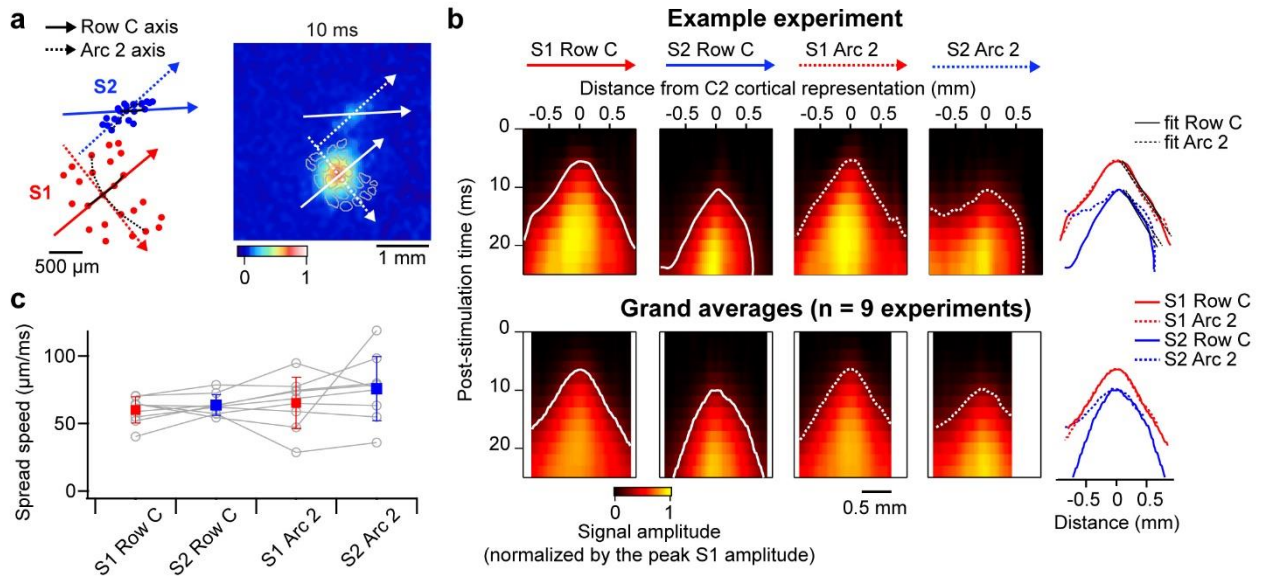 a
Row C axis
Arc 2 axis
S2
S1
500 µm
10 ms
0 1
1 mm
b
Example experiment
S1 Row C S2 Row C S1 Arc 2 S2 Arc 2
Distance from C2 cortical representation (mm)
-0.5 0 0.5 -0.5 0 0.5 -0.5 0 0.5 -0.5 0 0.5
0
10
20
Post-stimulation time (ms)
fit Row C
fit Arc 2
Grand averages (n = 9 experiments)
0
10
20
S1 Row C
S1 Arc 2
S2 Row C
S2 Arc 2
0 1
Signal amplitude
(normalized by the peak S1 amplitude)
0.5 mm
-0.5 0 0.5
Distance (mm)
c
Spread speed (µm/ms)
100
50
0
S1 Row C
S2 Row C
S1 Arc 2
S2 Arc 2